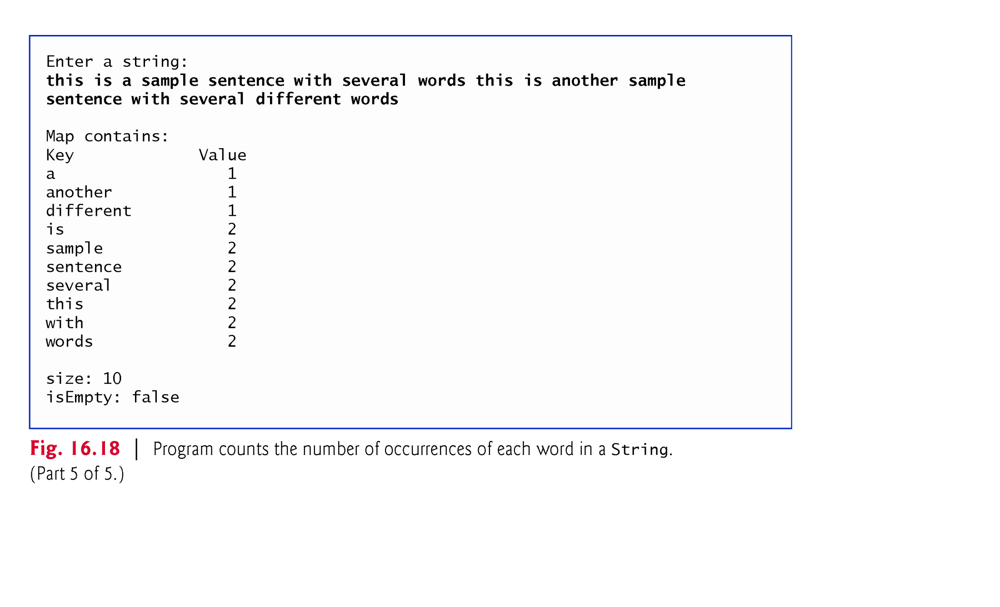 Enter a string:
this is a sample sentence with several words this is another sample
sentence with several different words
Map contains:
Key Value
a 1
another 1
different 1
is 2
sample 2
sentence 2
several 2
this 2
with 2
words 2
size: 10
isEmpty: false
Fig. 16.18 | Program counts the number of occurrences of each word in a String.
(Part 5 of 5.)